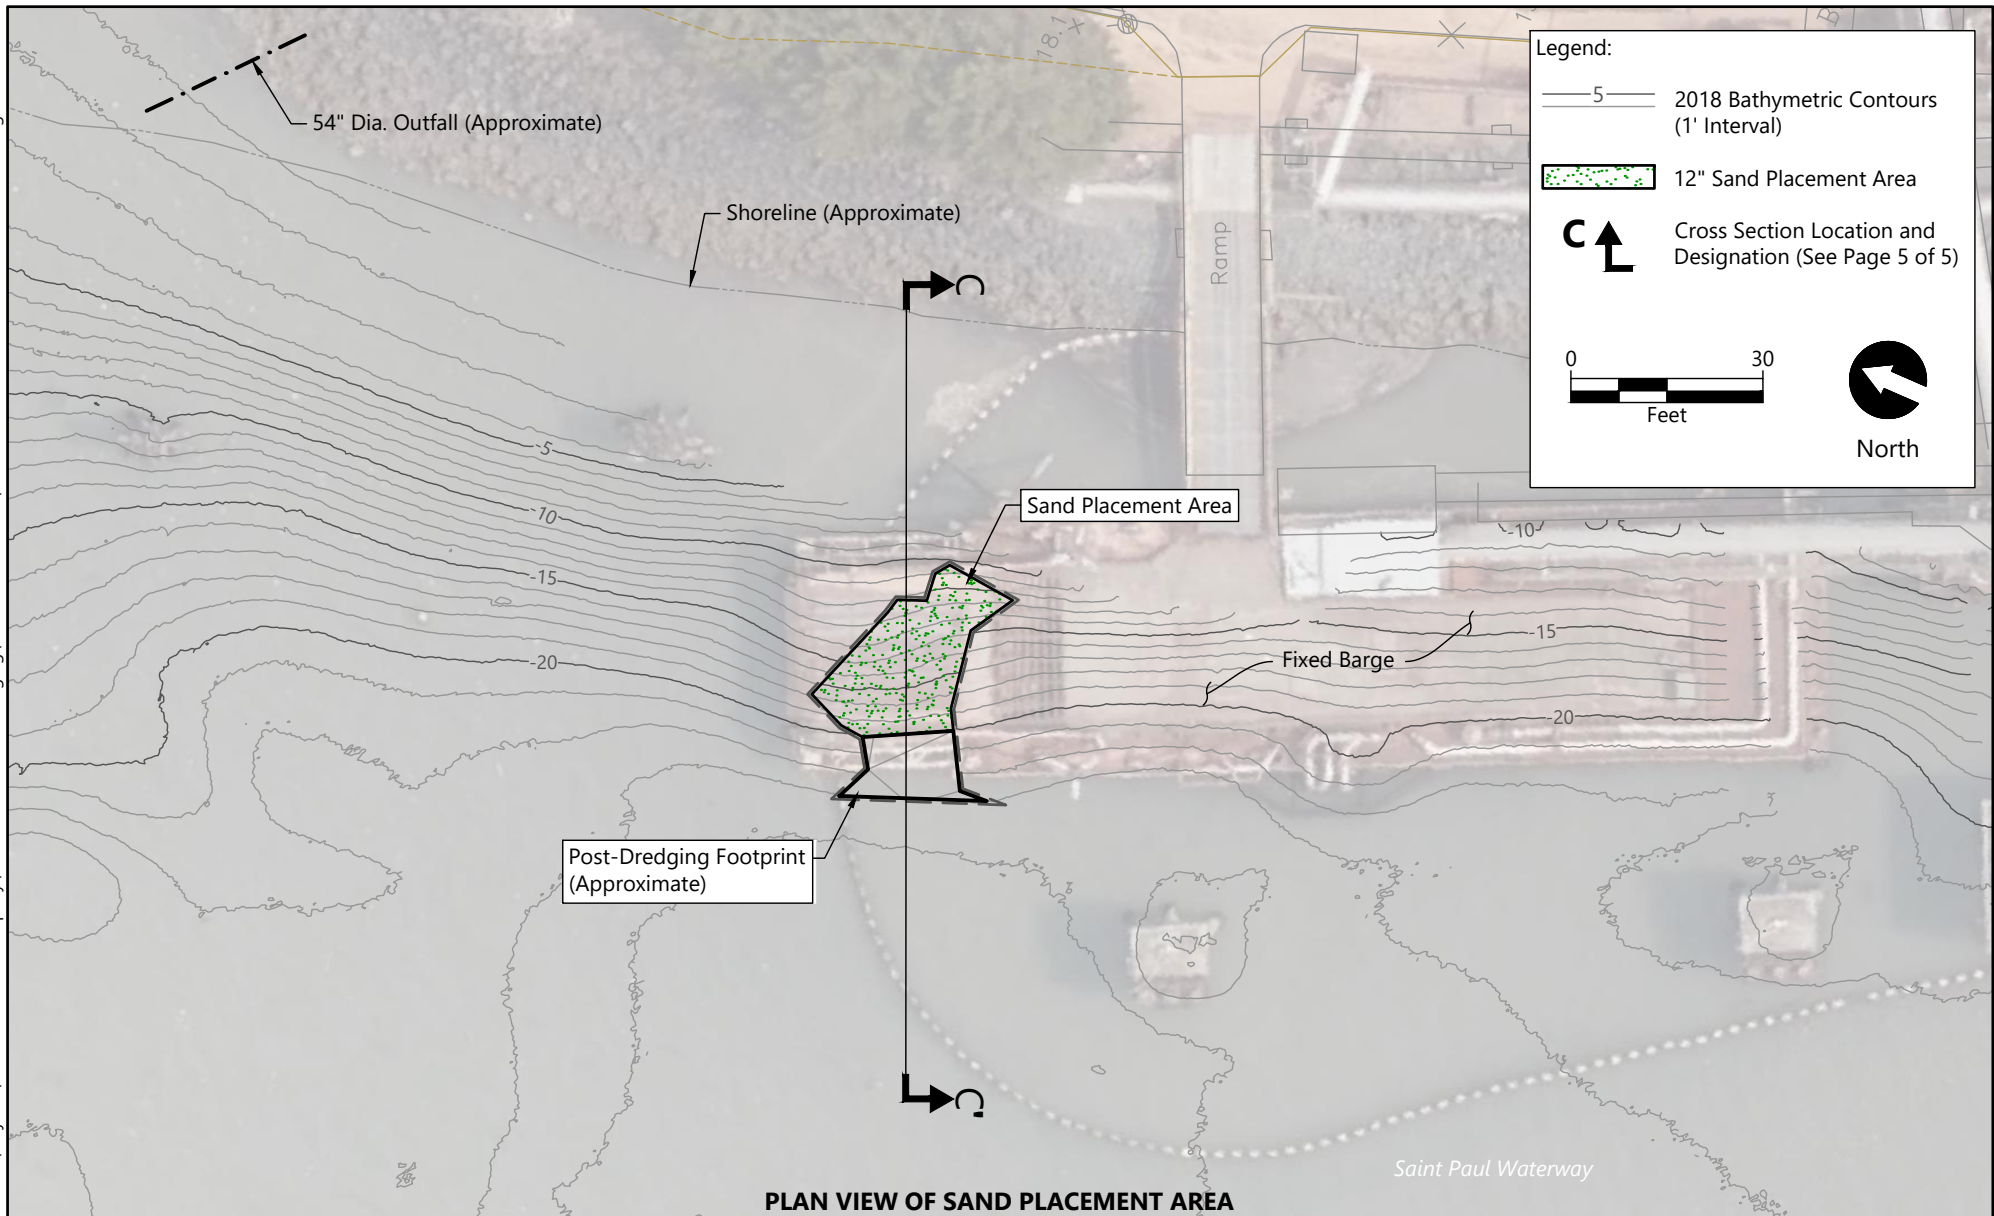 18.1
Legend:
5
2018 Bathymetric Contours
(1' Interval)
12" Sand Placement Area
C
Cross Section Location and
Designation (See Page 5 of 5)
0
30
Feet
North
54" Dia. Outfall (Approximate)
Shoreline (Approximate)
Ramp
C
-5
-10
-15
-20
Sand Placement Area
-10
-15
Fixed Barge
-20
Post-Dredging Footprint
(Approximate)
C'
Saint Paul Waterway
PLAN VIEW OF SAND PLACEMENT AREA